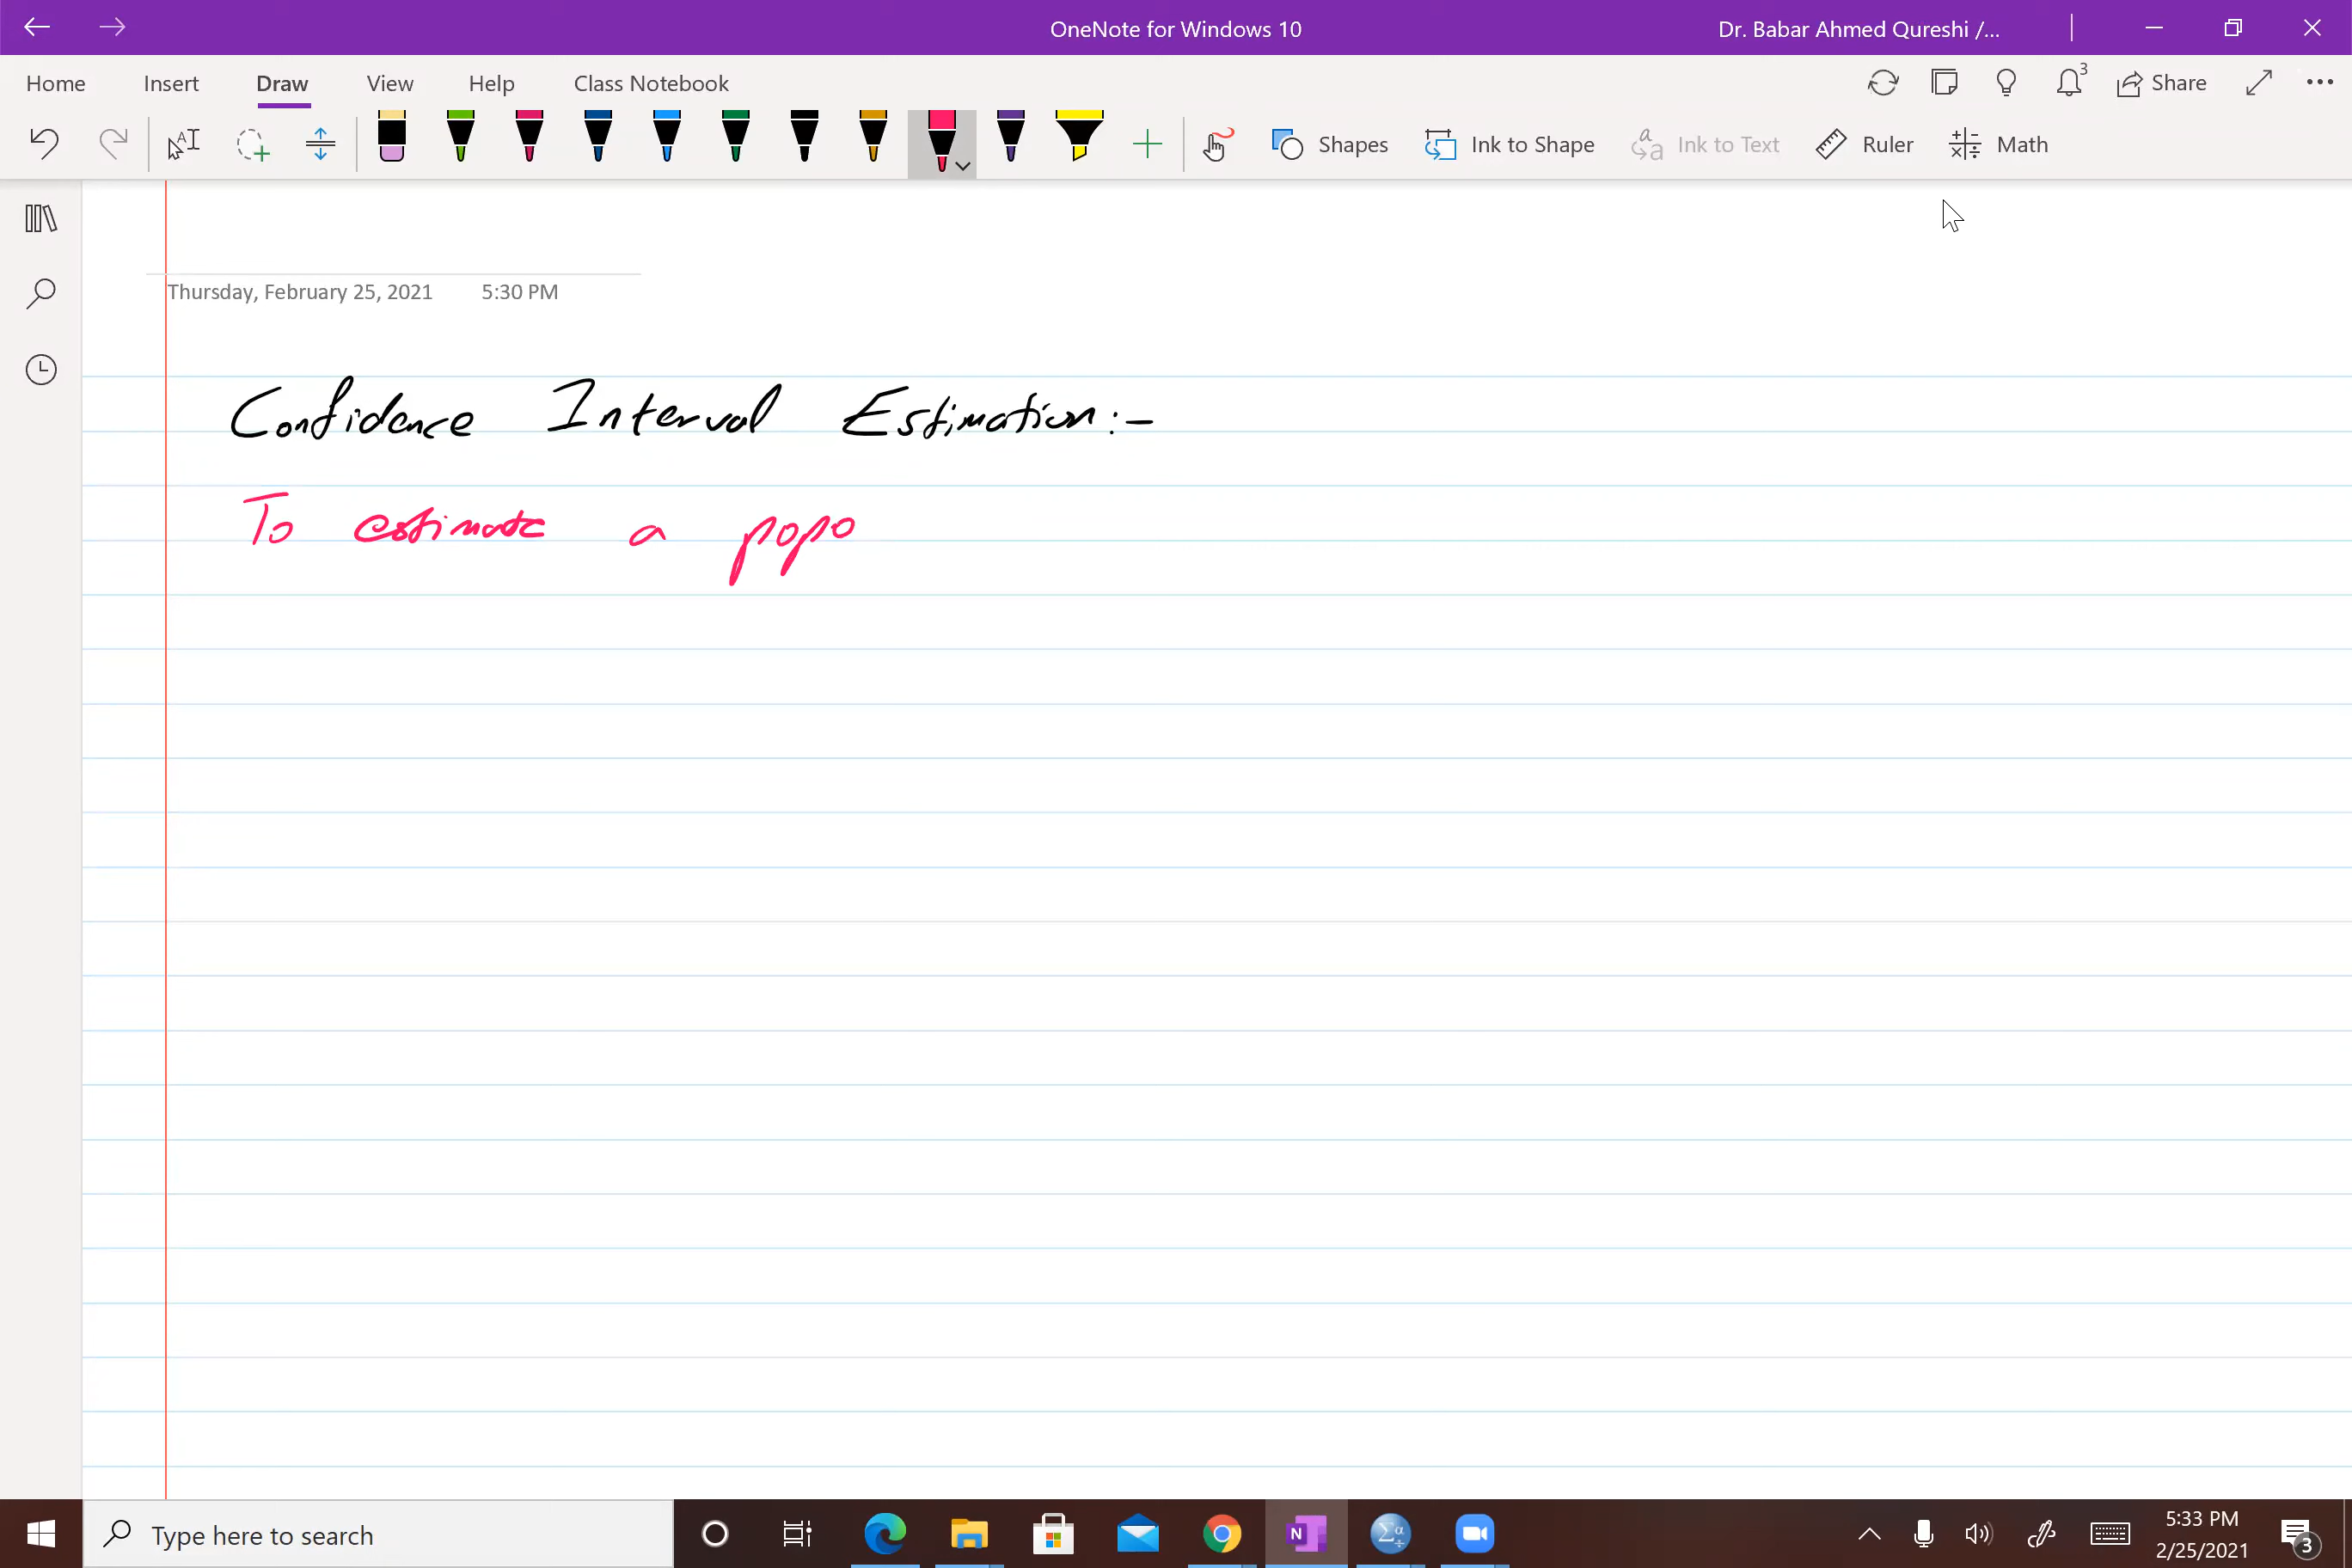 OneNote for Windows 10
Dr. Babar Ahmed Qureshi /...
Home Insert Draw View Help Class Notebook
3
Share
Shapes Ink to Shape Ink to Text Ruler Math
Thursday, February 25, 2021 5:30 PM
Confidence Interval Estimation:-
To estimate a popo
Type here to search
5:33 PM
2/25/2021
3